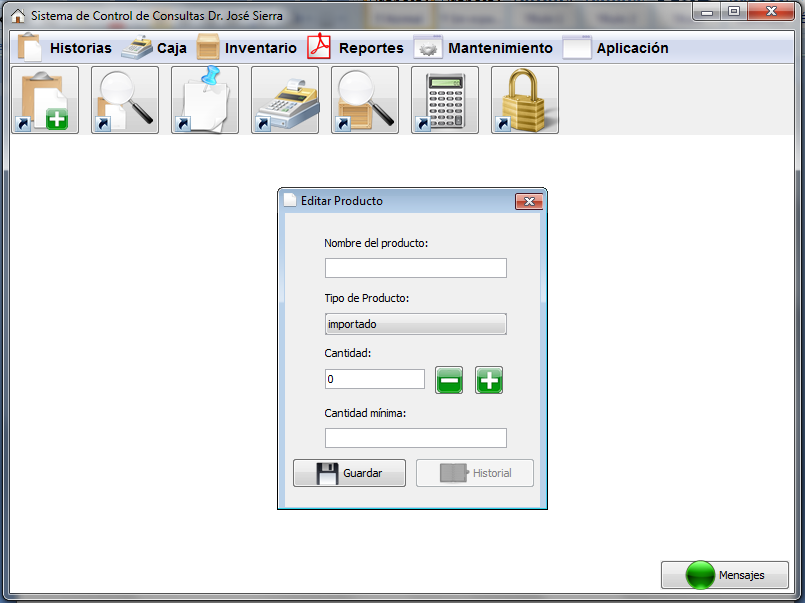 Sistema de Control de Consultas Dr. José Sierra
Historias Caja Inventario Reportes Mantenimiento Aplicación
Editar Producto
Nombre del producto:
Tipo de Producto:
importado
Cantidad:
0
Cantidad mínima:
Guardar Historial
Mensajes